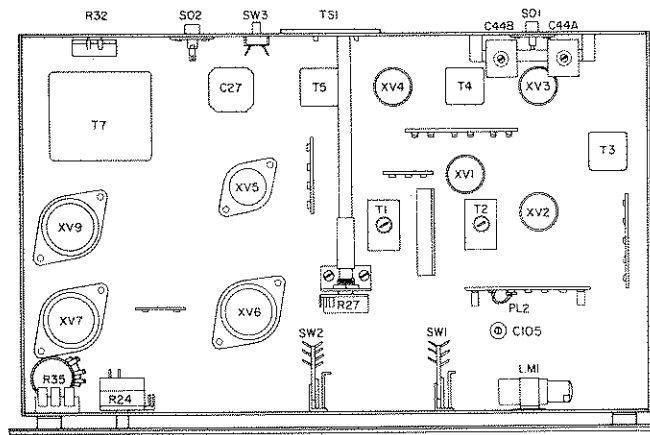 R32 SO2 SW3 TS1 SO1
C44B C44A
C27 T5 XV4 T4 XV3
T7
T3
XV1
XV5
T1 T2 XV2
XV9
R27
XV7 XV6 PL2
SW2 SW1 C105
LM1
R35
R24